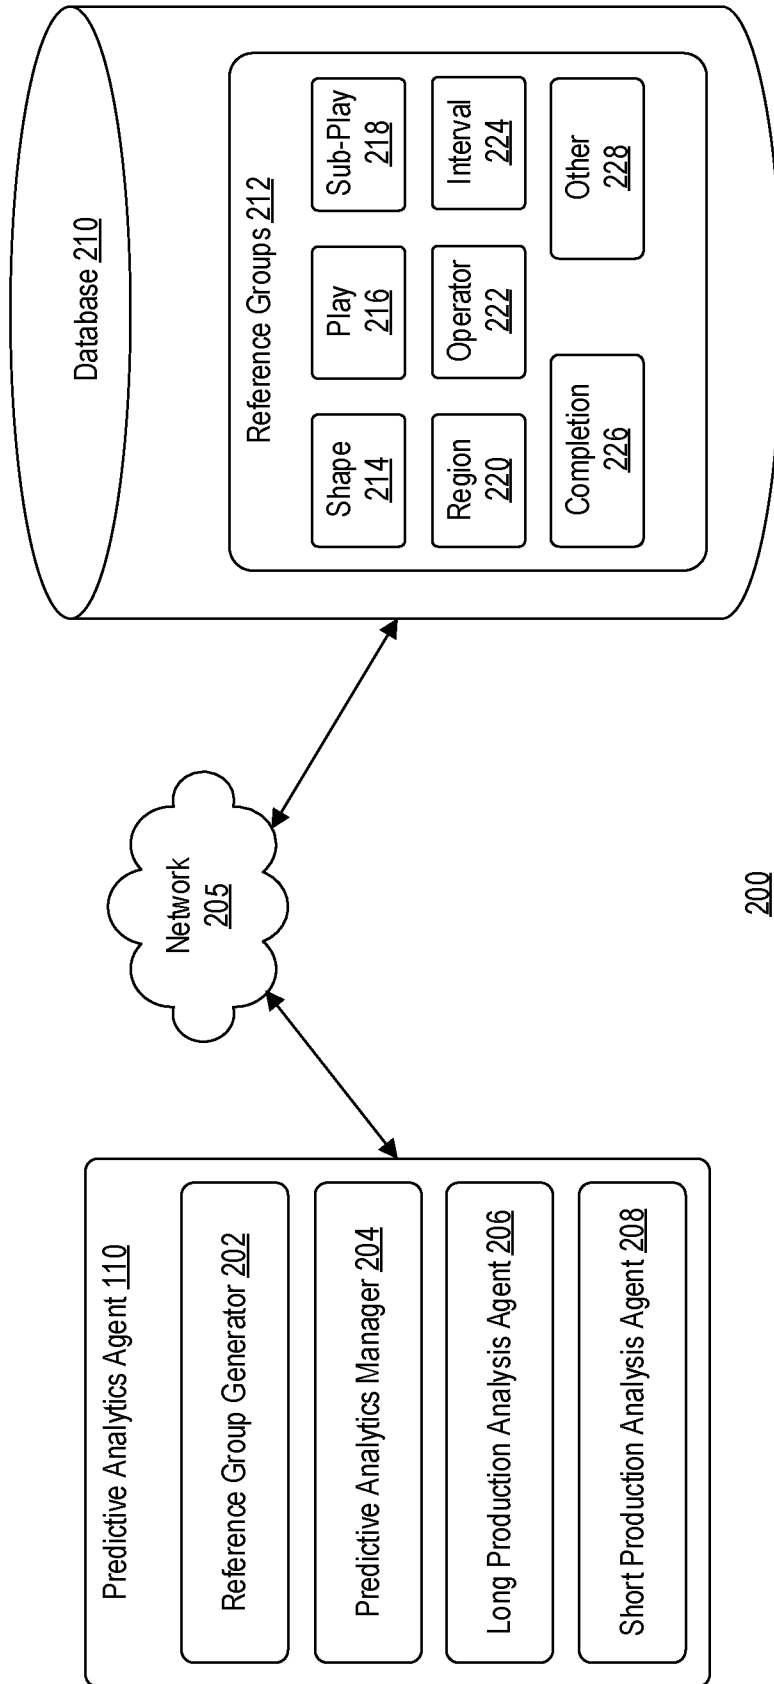 Predictive Analytics Agent 110
Reference Group Generator 202
Predictive Analytics Manager 204
Long Production Analysis Agent 206
Short Production Analysis Agent 208
Network
205
Database 210
Reference Groups 212
Shape
214
Play
216
Sub-Play
218
Region
220
Operator
222
Interval
224
Completion
226
Other
228
200